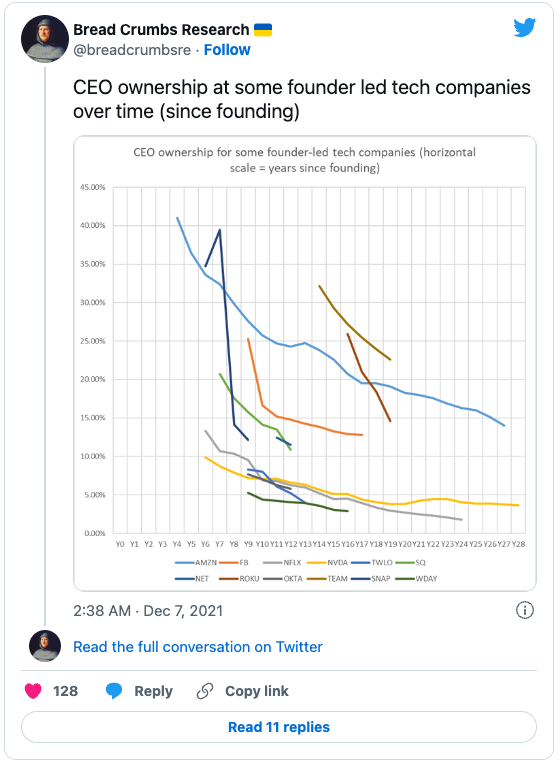 Bread Crumbs Research 🇺🇦
@breadcrumbsre · Follow
CEO ownership at some founder led tech companies
over time (since founding)
CEO ownership for some founder-led tech companies (horizontal
scale = years since founding)
45.00%
40.00%
35.00%
30.00%
25.00%
20.00%
15.00%
10.00%
5.00%
0.00%
Y0 Y1 Y2 Y3 Y4 Y5 Y6 Y7 Y8 Y9 Y10 Y11 Y12 Y13 Y14 Y15 Y16 Y17 Y18 Y19 Y20 Y21 Y22 Y23 Y24 Y25 Y26 Y27 Y28
AMZN FB NFLX NVDA TWLO SQ
NET ROKU OKTA TEAM SNAP WDAY
2:38 AM · Dec 7, 2021
Read the full conversation on Twitter
128 Reply Copy link
Read 11 replies